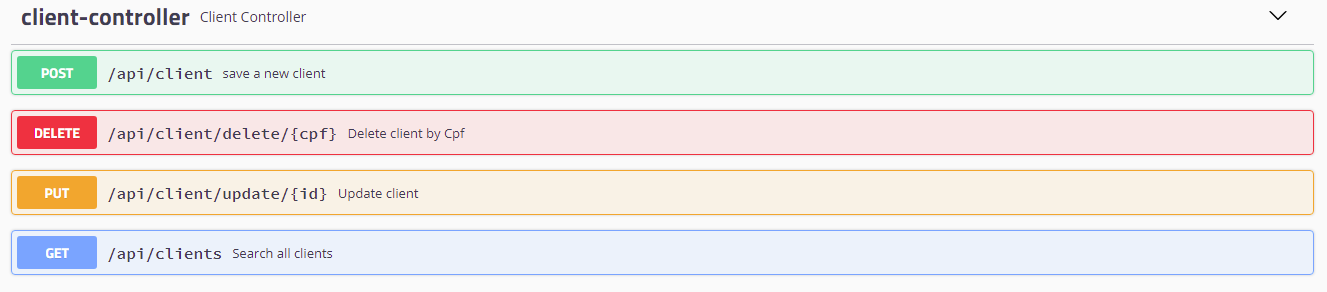 client-controller Client Controller
POST /api/client save a new client
DELETE /api/client/delete/{cpf} Delete client by Cpf
PUT /api/client/update/{id} Update client
GET /api/clients Search all clients